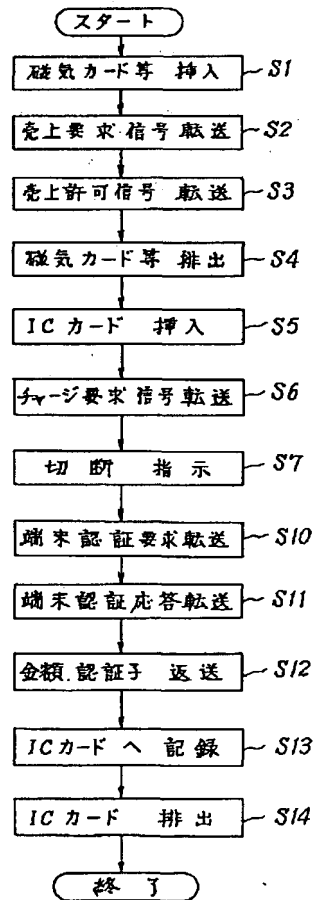 スタート
磁気カード等 挿入 S1
売上要求信号転送 S2
売上許可信号 転送 S3
磁気カード等 排出 S4
ICカード 挿入 S5
チャージ要求信号転送 S6
切断 指示 S7
端末認証要求転送 S10
端末認証応答転送 S11
金額、認証子 返送 S12
ICカードへ 記録 S13
ICカード 排出 S14
終了